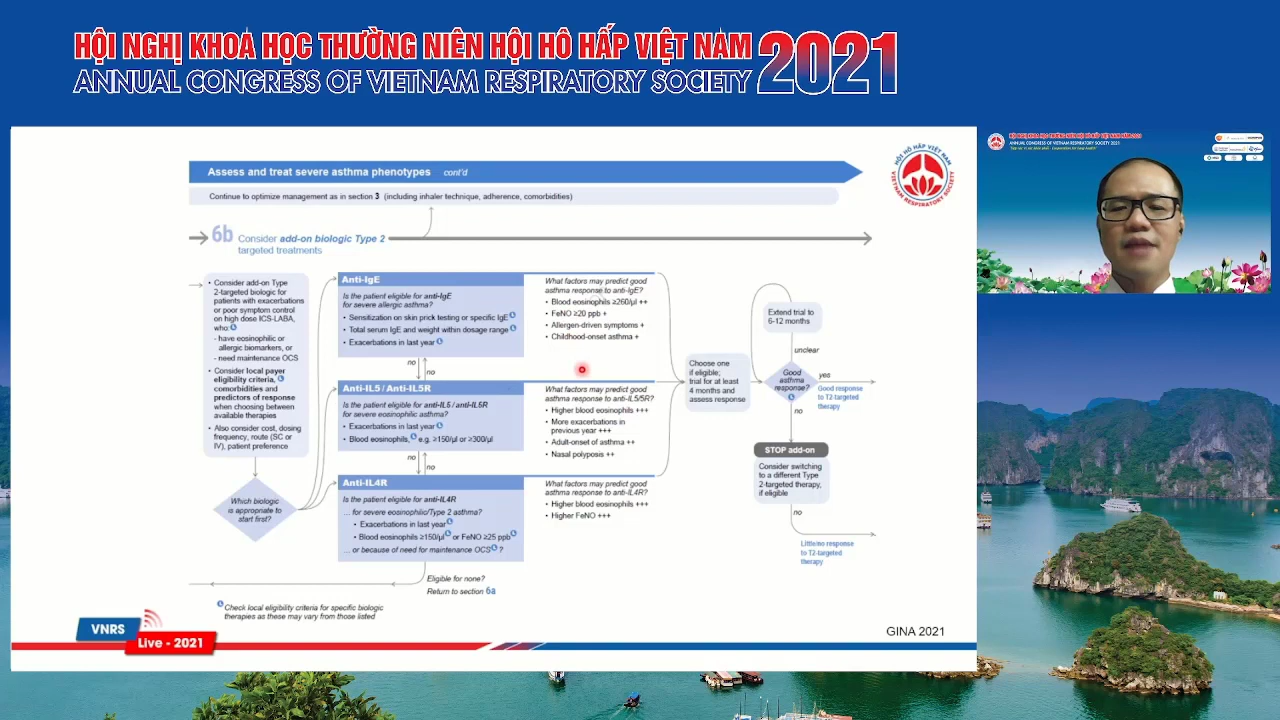 HỘI NGHỊ KHOA HỌC THƯỜNG NIÊN HỘI HÔ HẤP VIỆT NAM 2021
ANNUAL CONGRESS OF VIETNAM RESPIRATORY SOCIETY
HỘI HÔ HẤP VIỆT NAM
VIETNAM RESPIRATORY SOCIETY
ANNUAL CONGRESS OF VIETNAM RESPIRATORY SOCIETY 2021
Assess and treat severe asthma phenotypes cont'd
Continue to optimize management as in section 3 (including inhaler technique, adherence, comorbidities)
6b Consider add-on biologic Type 2
targeted treatments
• Consider add-on Type
2-targeted biologic for
patients with exacerbations
or poor symptom control
on high dose ICS-LABA,
who:
- have eosinophilic or
allergic biomarkers, or
- need maintenance OCS
• Consider local payer
eligibility criteria,
comorbidities and
predictors of response
when choosing between
available therapies
• Also consider cost, dosing
frequency, route (SC or
IV), patient preference
Which biologic
is appropriate to
start first?
Anti-IgE
Is the patient eligible for anti-IgE
for severe allergic asthma?
• Sensitization on skin prick testing or specific IgE
• Total serum IgE and weight within dosage range
• Exacerbations in last year
no
no
Anti-IL5 / Anti-IL5R
Is the patient eligible for anti-IL5 / anti-IL5R
for severe eosinophilic asthma?
• Exacerbations in last year
• Blood eosinophils, e.g. ≥150/µl or ≥300/µl
no
no
Anti-IL4R
Is the patient eligible for anti-IL4R
... for severe eosinophilic/Type 2 asthma?
• Exacerbations in last year
• Blood eosinophils ≥150/µl or FeNO ≥25 ppb
... or because of need for maintenance OCS ?
Eligible for none?
Return to section 6a
What factors may predict good
asthma response to anti-IgE?
• Blood eosinophils ≥260/µl ++
• FeNO ≥20 ppb +
• Allergen-driven symptoms +
• Childhood-onset asthma +
What factors may predict good
asthma response to anti-IL5/5R?
• Higher blood eosinophils +++
• More exacerbations in
previous year +++
• Adult-onset of asthma ++
• Nasal polyposis ++
What factors may predict good
asthma response to anti-IL4R?
• Higher blood eosinophils +++
• Higher FeNO +++
Choose one
if eligible;
trial for at least
4 months and
assess response
Extend trial to
6-12 months
unclear
Good
asthma
response?
yes
Good response
to T2-targeted
therapy
no
STOP add-on
Consider switching
to a different Type
2-targeted therapy,
if eligible
no
Little/no response
to T2-targeted
therapy
Check local eligibility criteria for specific biologic
therapies as these may vary from those listed
GINA 2021
VNRS
Live - 2021